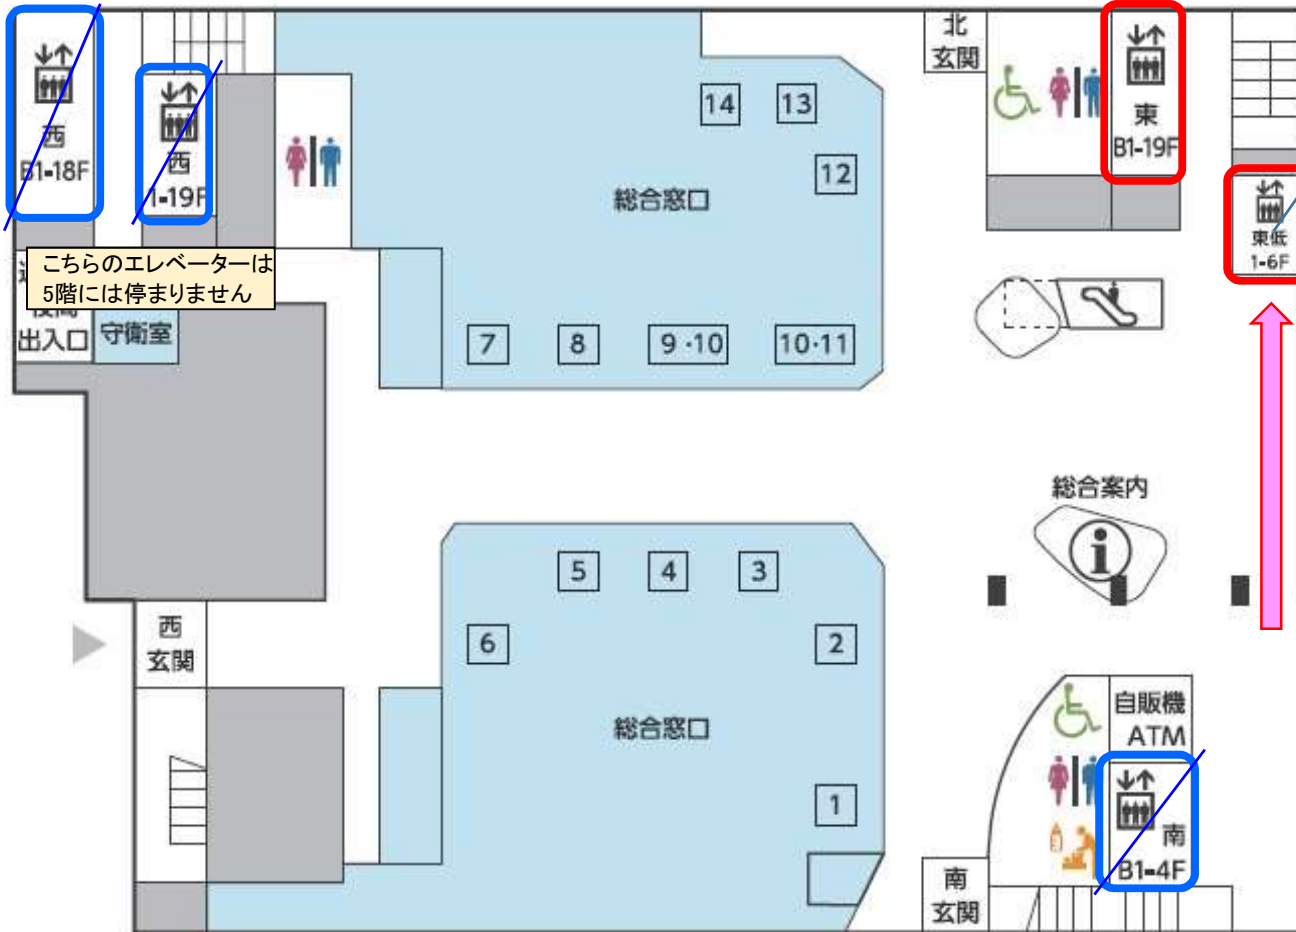 北
玄関
東
B1-19F
西
B1-18F
西
1-19F
14
13
12
総合窓口
東低
1-6F
こちらのエレベーターは
5階には停まりません
出入口
守衛室
7
8
9・10
10・11
総合案内
i
5
4
3
西
玄関
6
2
総合窓口
自販機
ATM
1
南
B1-4F
南
玄関